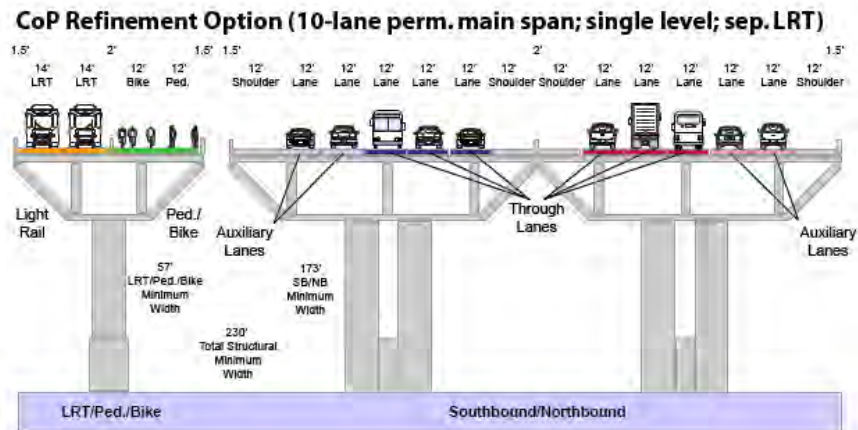 CoP Refinement Option (10-lane perm. main span; single level; sep. LRT)
1.5' 2' 1.5' 1.5' 2' 1.5'
14' 14' 12' 12' 12' 12' 12' 12' 12' 12' 12' 12' 12' 12' 12' 12' 12' 12'
LRT LRT Bike Ped. Shoulder Lane Lane Lane Lane Lane Shoulder Shoulder Lane Lane Lane Lane Lane Shoulder
Light
Rail
Ped./
Bike
Auxiliary
Lanes
Through
Lanes
Auxiliary
Lanes
57'
LRT/Ped./Bike
Minimum
Width
173'
SB/NB
Minimum
Width
230'
Total Structural
Minimum
Width
LRT/Ped./Bike Southbound/Northbound